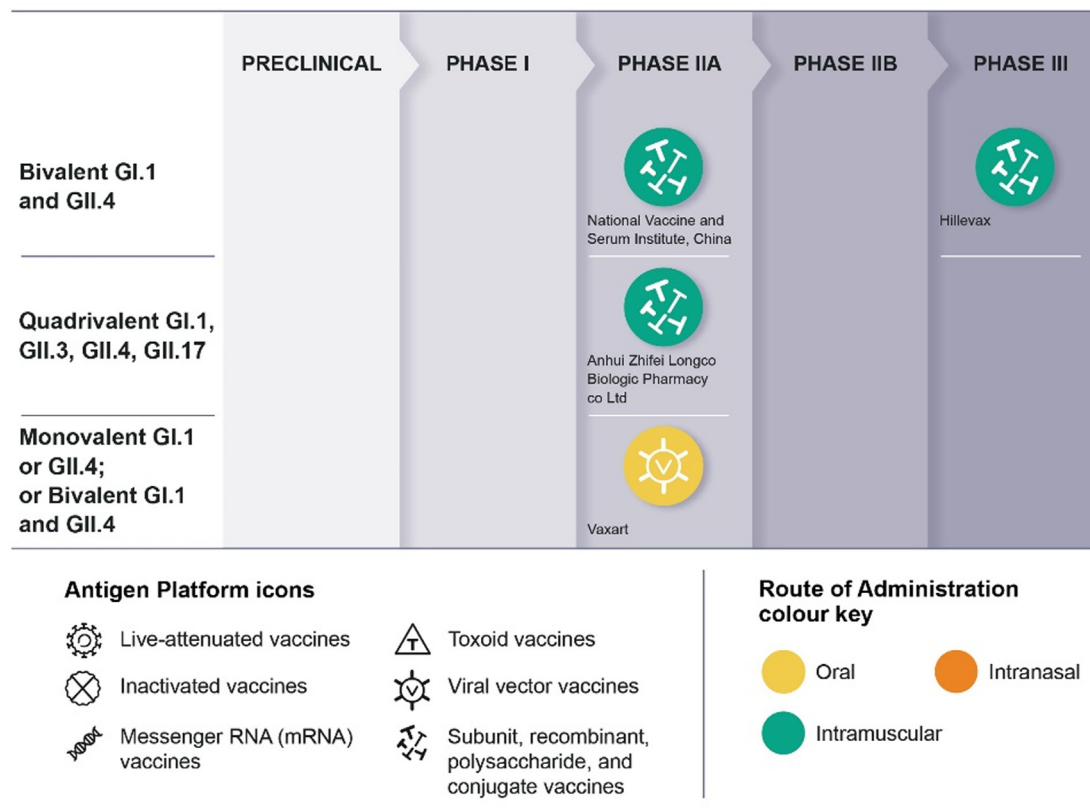 PRECLINICAL
PHASE I
PHASE IIA
PHASE IIB
PHASE III
Bivalent GI.1
and GII.4
National Vaccine and
Serum Institute, China
Hillevax
Quadrivalent GI.1,
GII.3, GII.4, GII.17
Anhui Zhifei Longco
Biologic Pharmacy
co Ltd
Monovalent GI.1
or GII.4;
or Bivalent GI.1
and GII.4
V
Vaxart
Antigen Platform icons
Live-attenuated vaccines
Inactivated vaccines
Messenger RNA (mRNA)
vaccines
T
Toxoid vaccines
V
Viral vector vaccines
Subunit, recombinant,
polysaccharide, and
conjugate vaccines
Route of Administration
colour key
Oral
Intranasal
Intramuscular